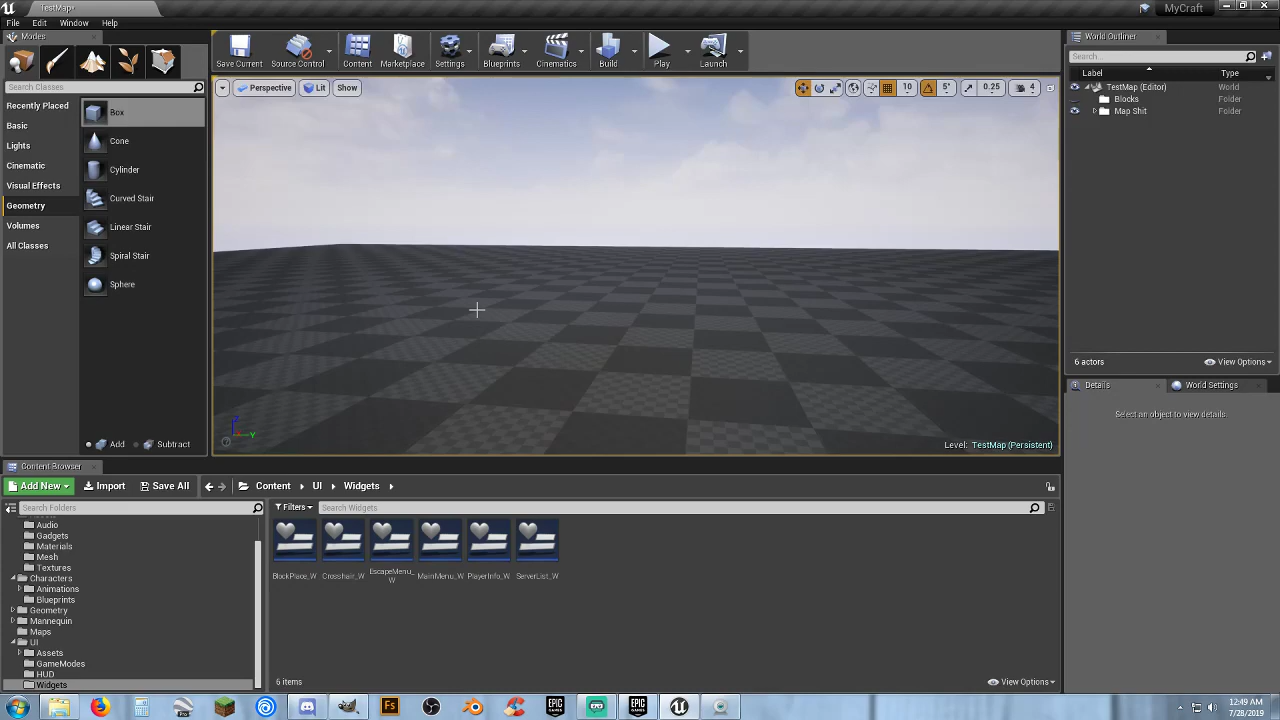 TestMap*
MyCraft
File Edit Window Help
Modes
World Outliner
Save Current Source Control Content Marketplace Settings Blueprints Cinematics Build Play Launch
Search...
Label Type
TestMap (Editor) World
Blocks Folder
Map Shit Folder
Search Classes
Perspective Lit Show 10 5° 0.25 4
Recently Placed
Basic
Lights
Cinematic
Visual Effects
Geometry
Volumes
All Classes
Box
Cone
Cylinder
Curved Stair
Linear Stair
Spiral Stair
Sphere
6 actors View Options
Details World Settings
Select an object to view details.
Add Subtract
Z
Y
Level: TestMap (Persistent)
Content Browser
Add New Import Save All Content UI Widgets
Search Folders
Filters Search Widgets
Audio
Gadgets
Materials
Mesh
Textures
Characters
Animations
Blueprints
Geometry
Mannequin
Maps
UI
Assets
GameModes
HUD
Widgets
BlockPlace_W Crosshair_W EscapeMenu_W MainMenu_W PlayerInfo_W ServerList_W
6 items View Options
Pro
Fs
EPIC GAMES
EPIC GAMES
12:49 AM
7/28/2019